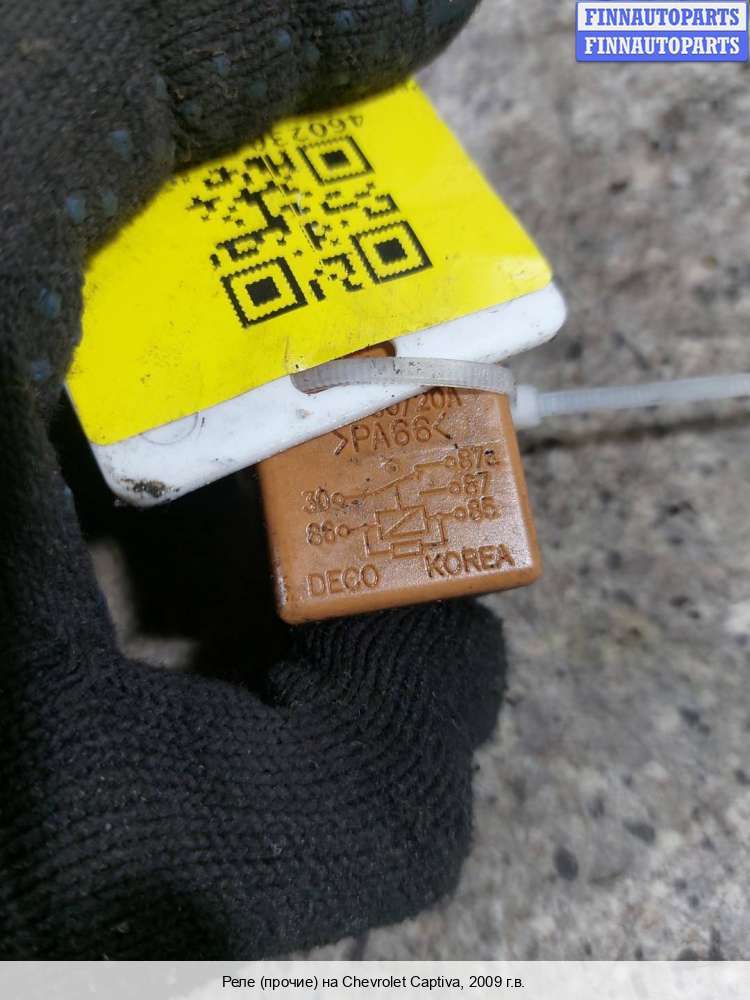 FINNAUTOPARTS
FINNAUTOPARTS
>PA66<
87a
30
87
86
85
DECO KOREA
Реле (прочие) на Chevrolet Captiva, 2009 г.в.